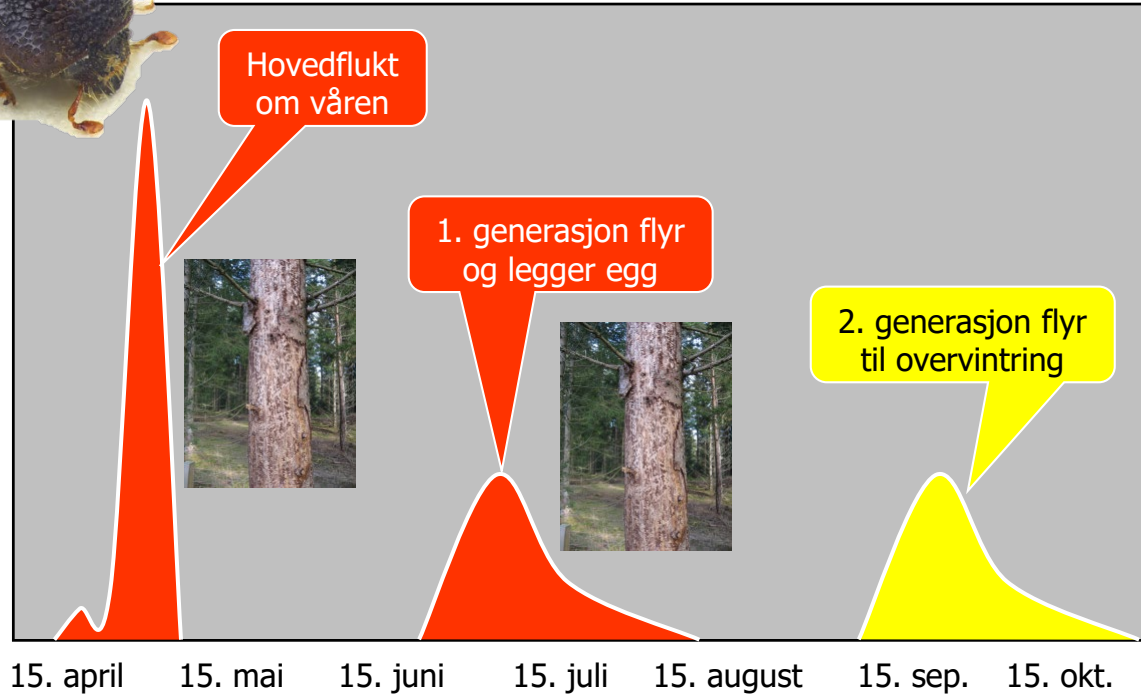 Hovedflukt
om våren
1. generasjon flyr
og legger egg
2. generasjon flyr
til overvintring
15. april 15. mai 15. juni 15. juli 15. august 15. sep. 15. okt.